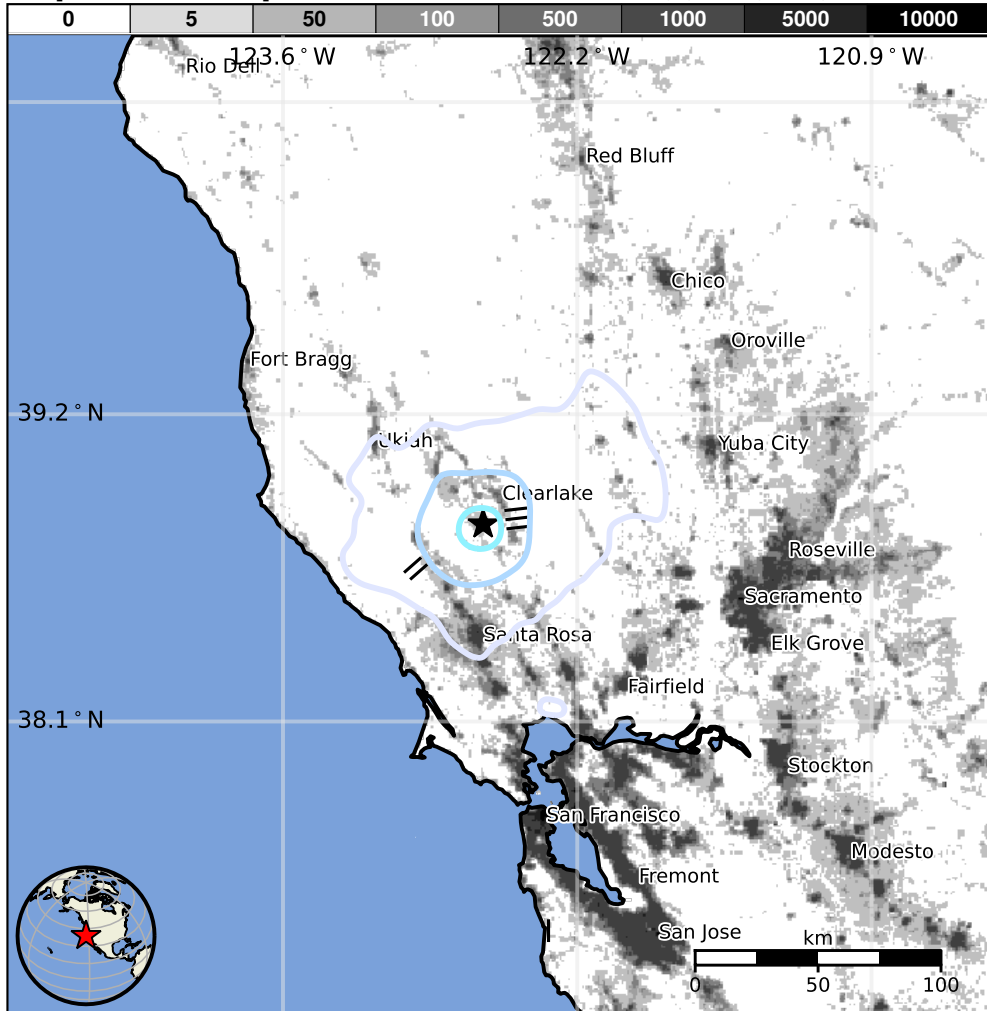 0 5 50 100 500 1000 5000 10000
123.6°W 122.2°W 120.9°W
Rio Dell
Red Bluff
Chico
Oroville
Fort Bragg
39.2°N
Ukiah
Yuba City
Clearlake
Roseville
Sacramento
Santa Rosa
Elk Grove
Fairfield
38.1°N
Stockton
San Francisco
Modesto
Fremont
San Jose
km
0 50 100